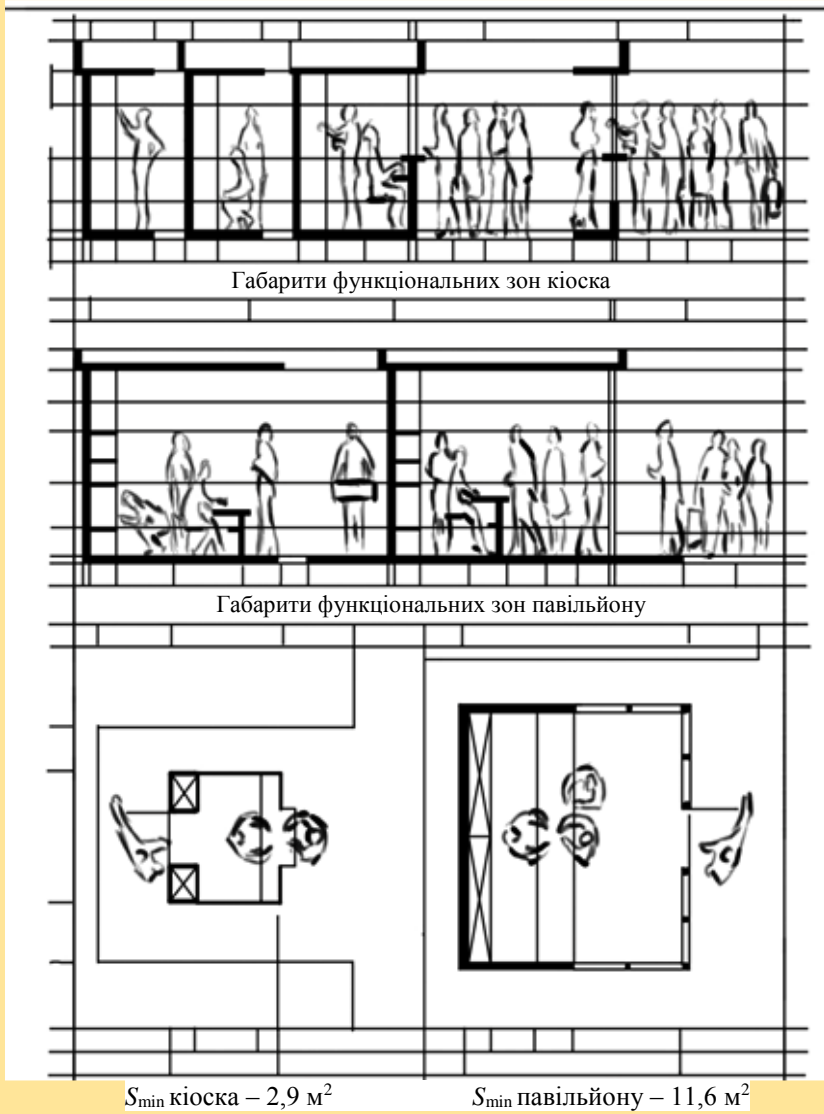 Габарити функціональних зон кіоска
Габарити функціональних зон павільйону
Smin кіоска – 2,9 м²
Smin павільйону – 11,6 м²